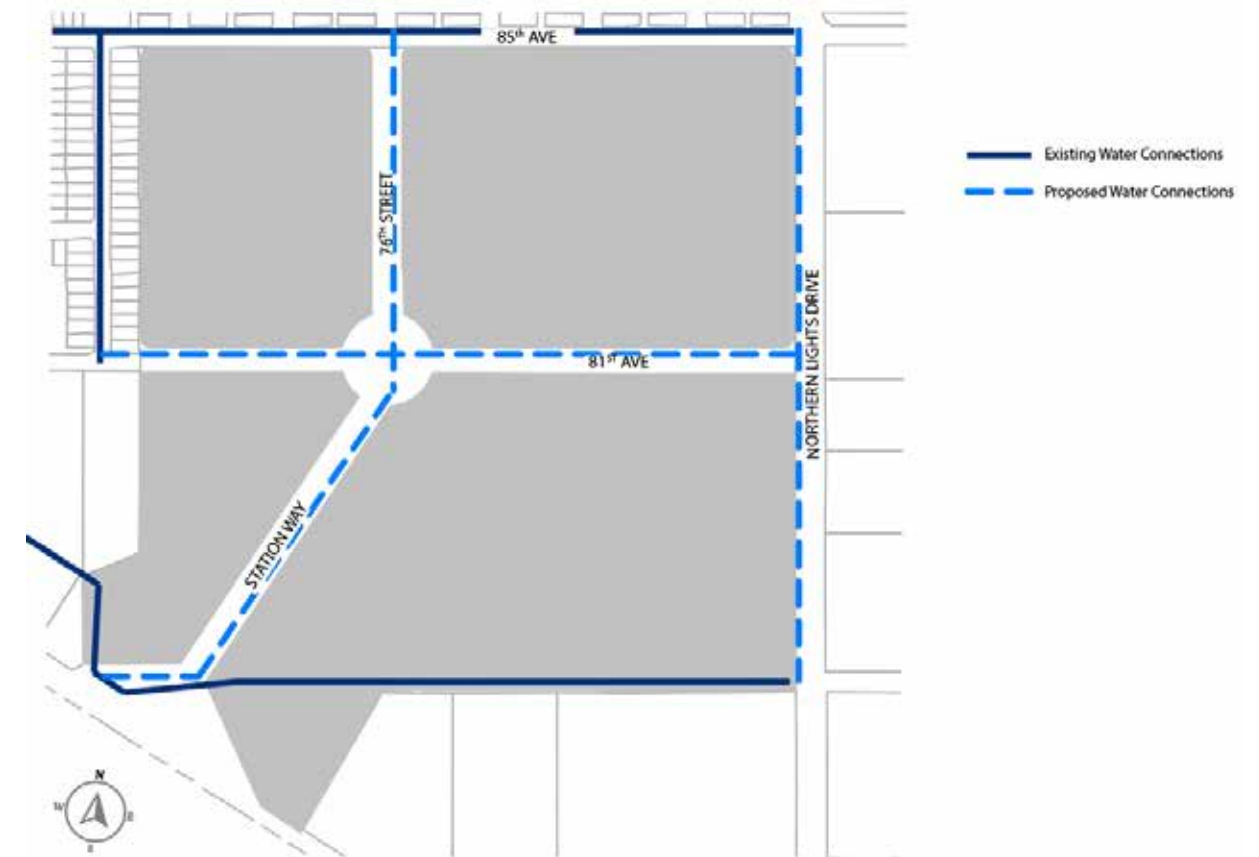 85th AVE
Existing Water Connections
Proposed Water Connections
76TH STREET
NORTHERN LIGHTS DRIVE
81ST AVE
STATION WAY
N
W